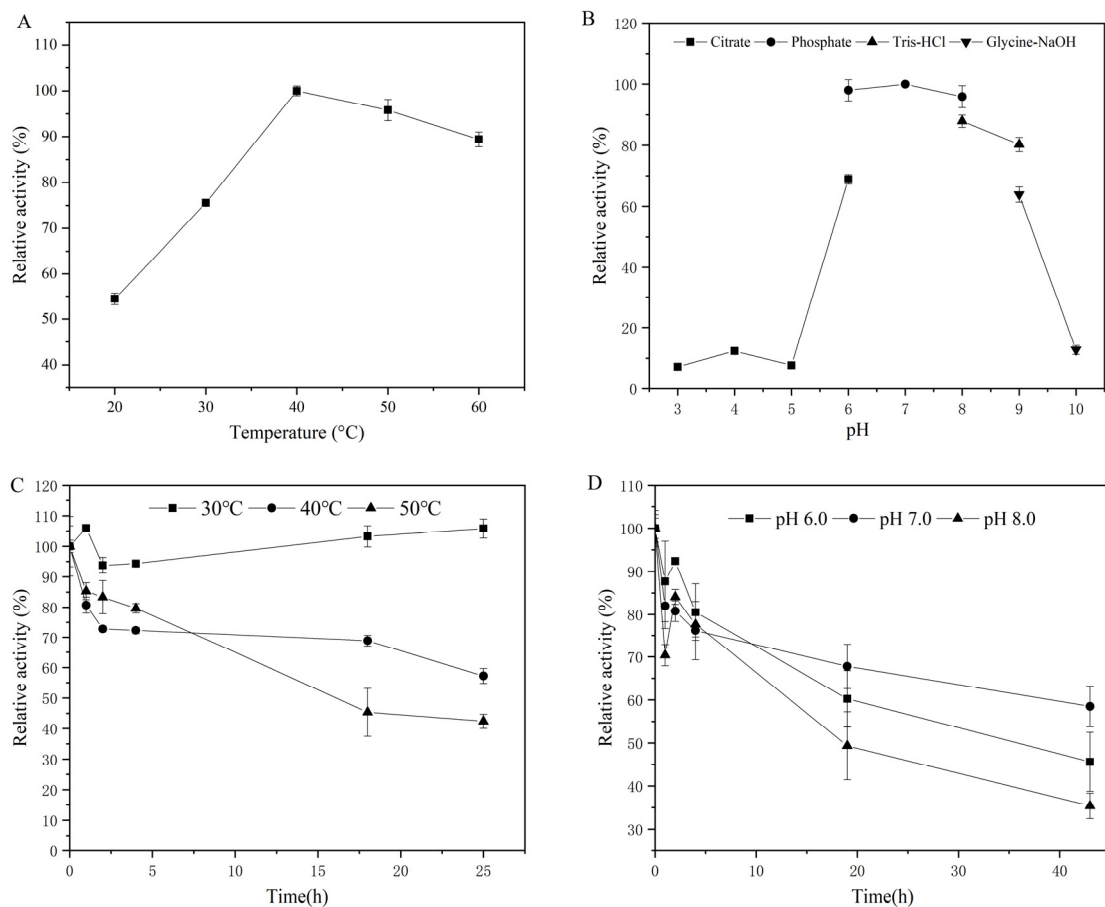 A
110
100
90
80
70
60
50
40
Relative activity (%)
20 30 40 50 60
Temperature (°C)
B
Citrate Phosphate Tris-HCl Glycine-NaOH
120
100
80
60
40
20
0
Relative activity (%)
3 4 5 6 7 8 9 10
pH
C
30℃ 40℃ 50℃
120
110
100
90
80
70
60
50
40
30
20
10
0
Relative activity (%)
0 5 10 15 20 25
Time(h)
D
pH 6.0 pH 7.0 pH 8.0
110
100
90
80
70
60
50
40
30
Relative activity (%)
0 10 20 30 40
Time(h)